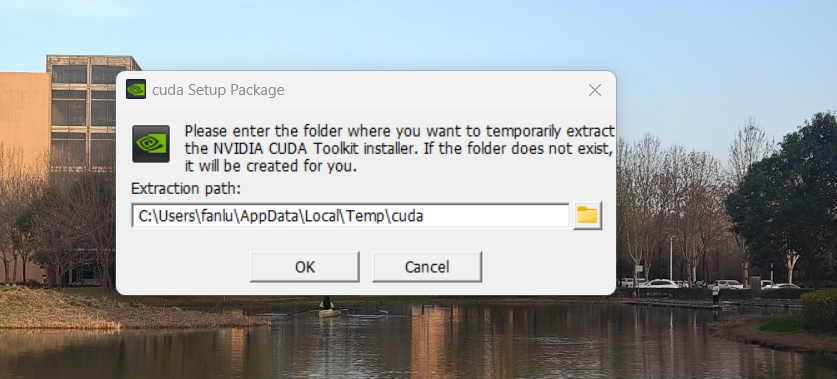 cuda Setup Package
Please enter the folder where you want to temporarily extract
the NVIDIA CUDA Toolkit installer. If the folder does not exist,
it will be created for you.
Extraction path:
C:\Users\fanlu\AppData\Local\Temp\cuda
OK
Cancel